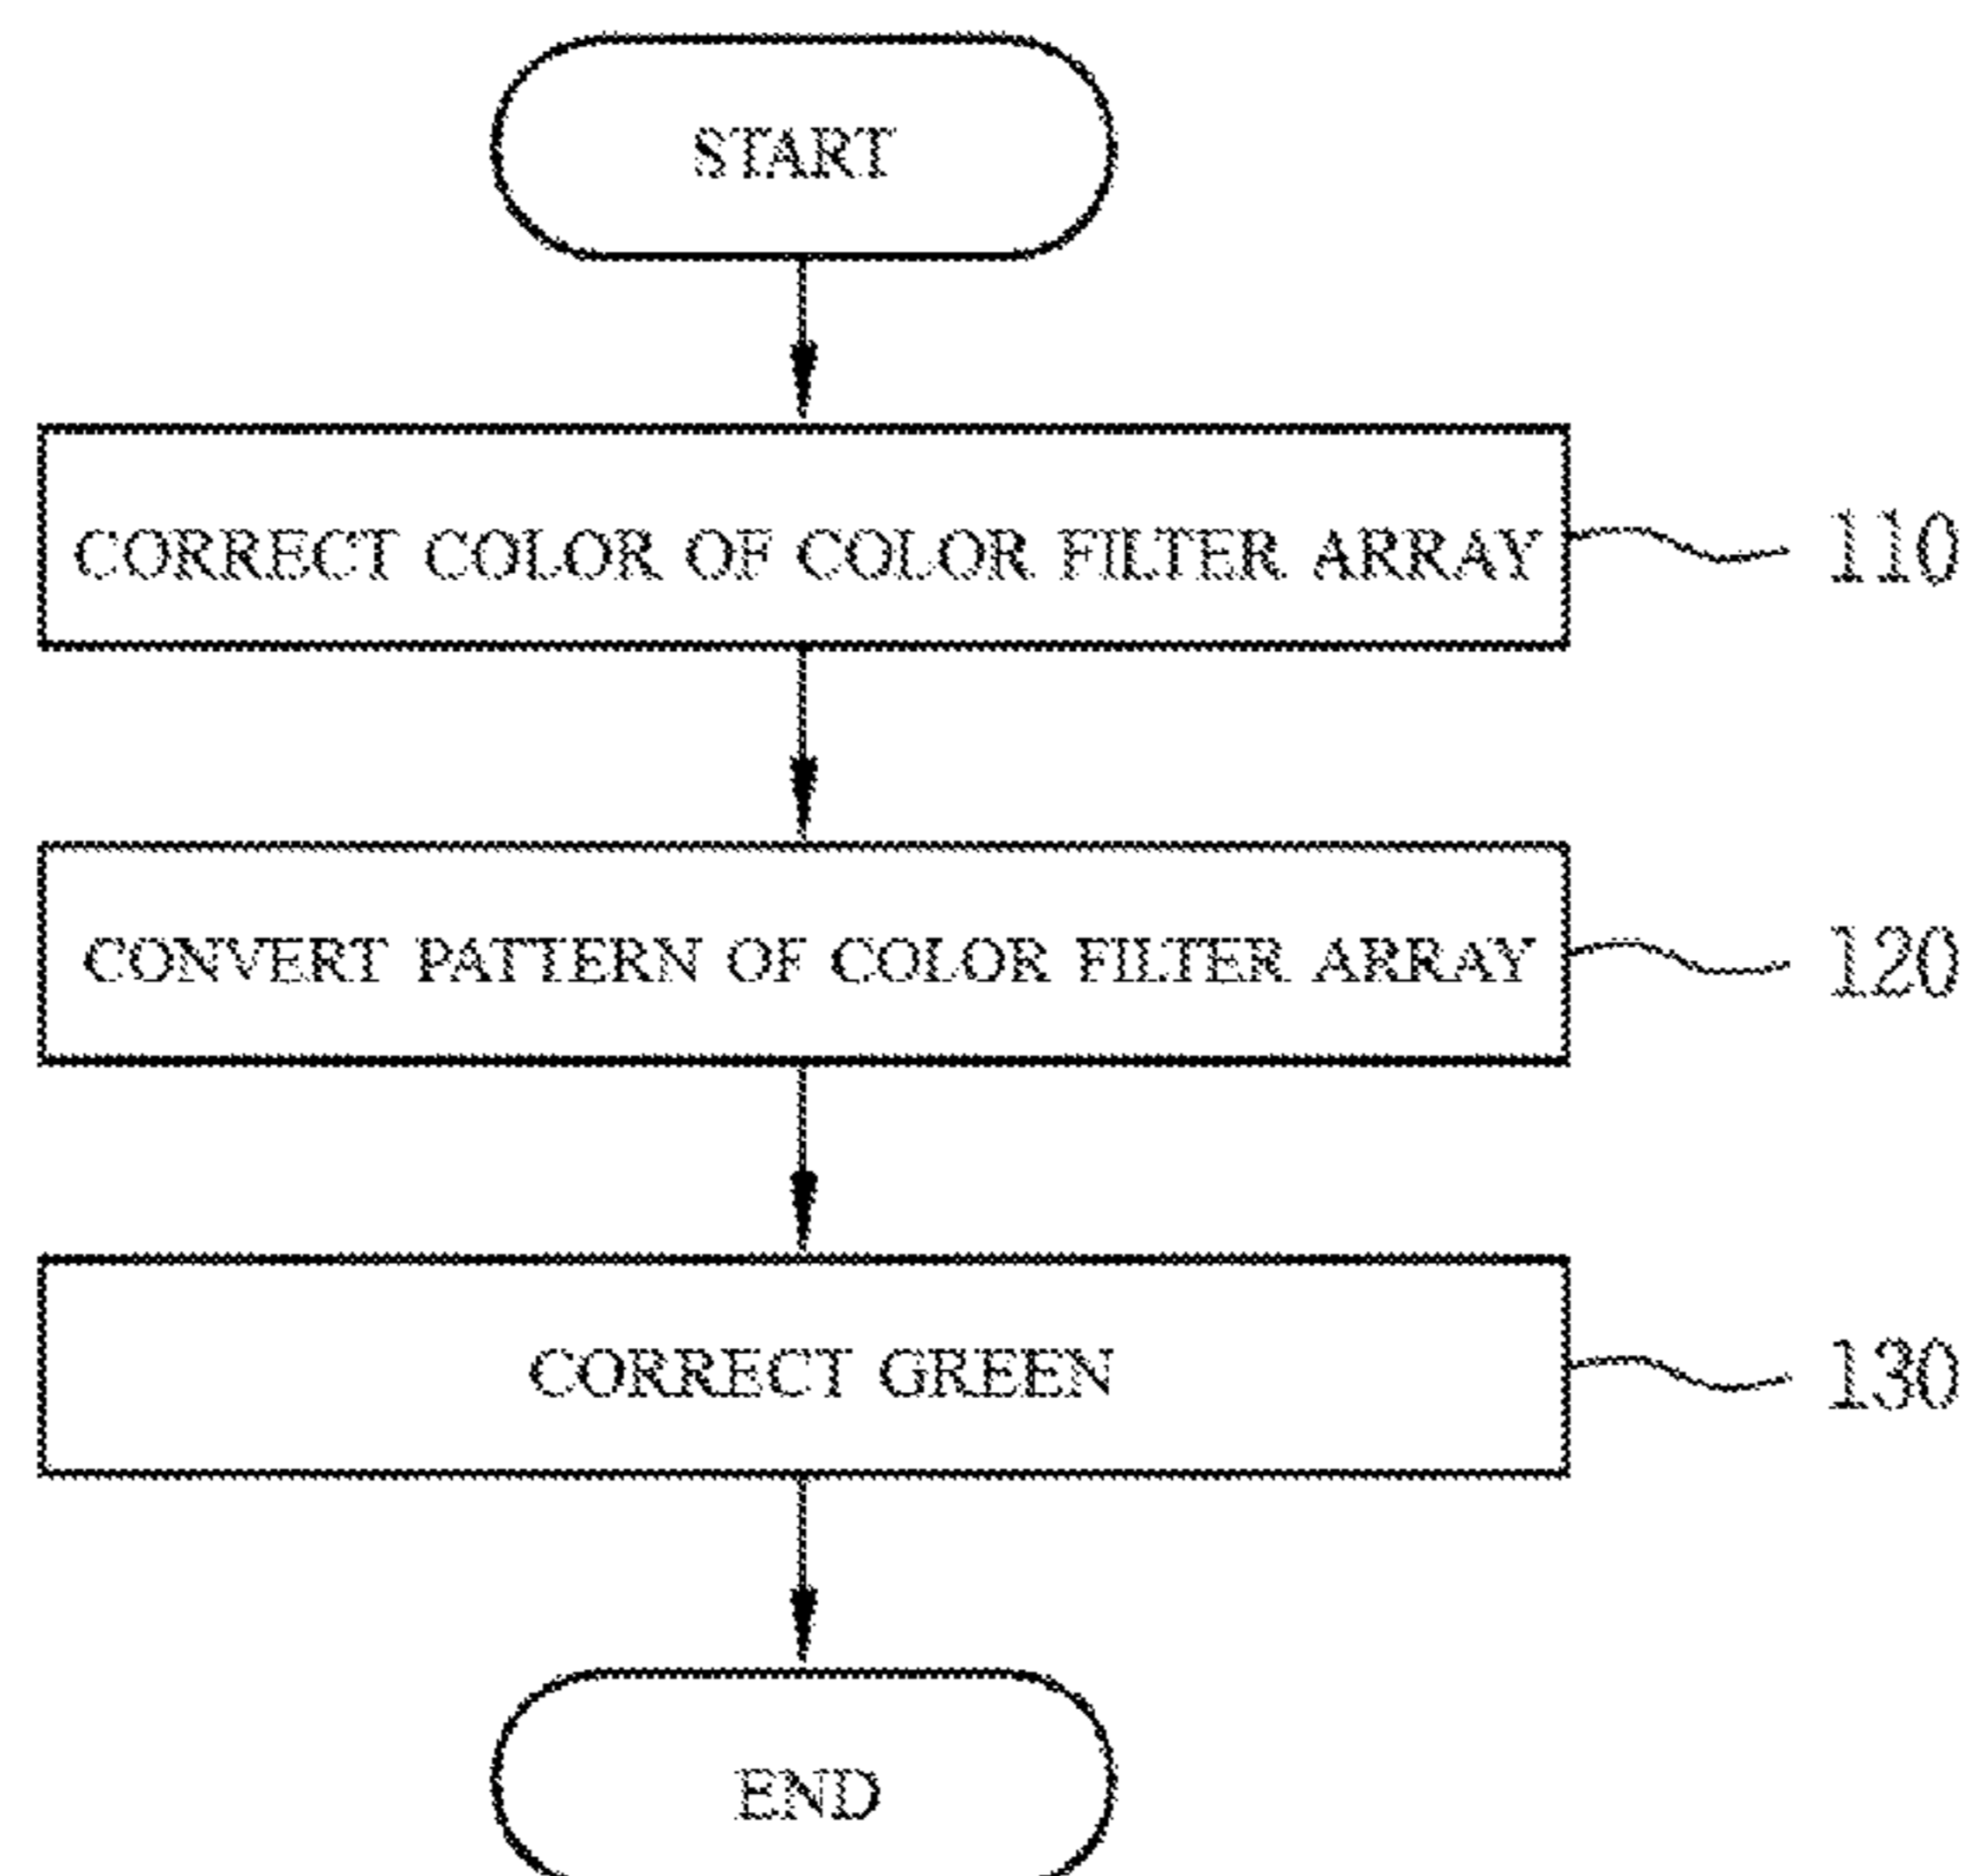 START
CORRECT COLOR OF COLOR FILTER ARRAY
110
CONVERT PATTERN OF COLOR FILTER ARRAY
120
CORRECT GREEN
130
END